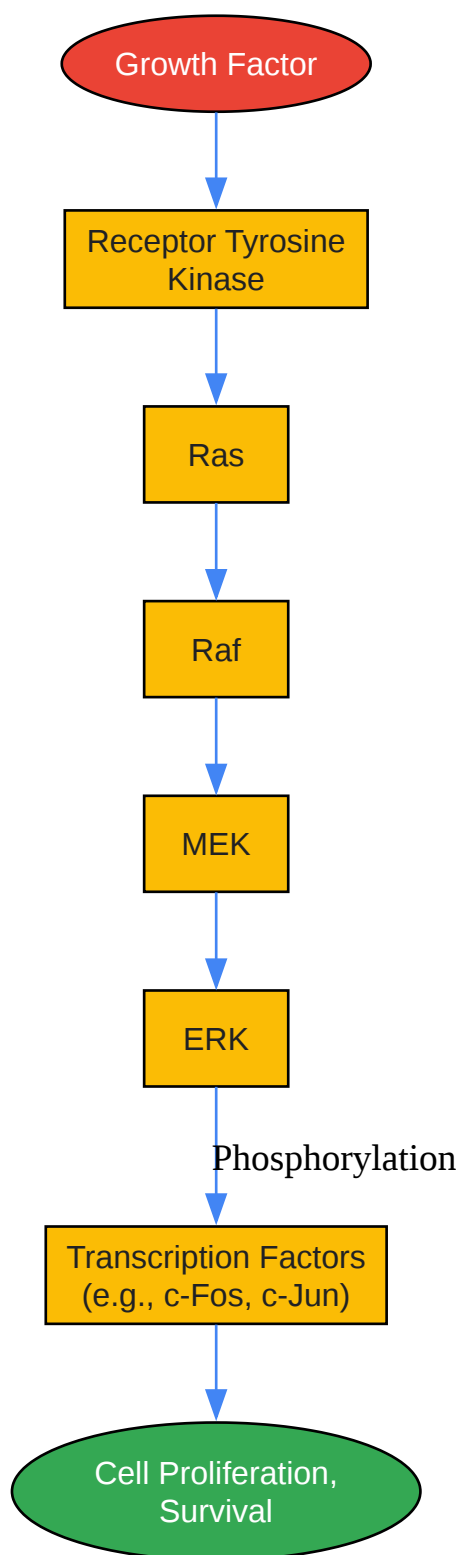 Growth Factor
Receptor Tyrosine
Kinase
Ras
Raf
MEK
ERK
Phosphorylation
Transcription Factors
(e.g., c-Fos, c-Jun)
Cell Proliferation,
Survival